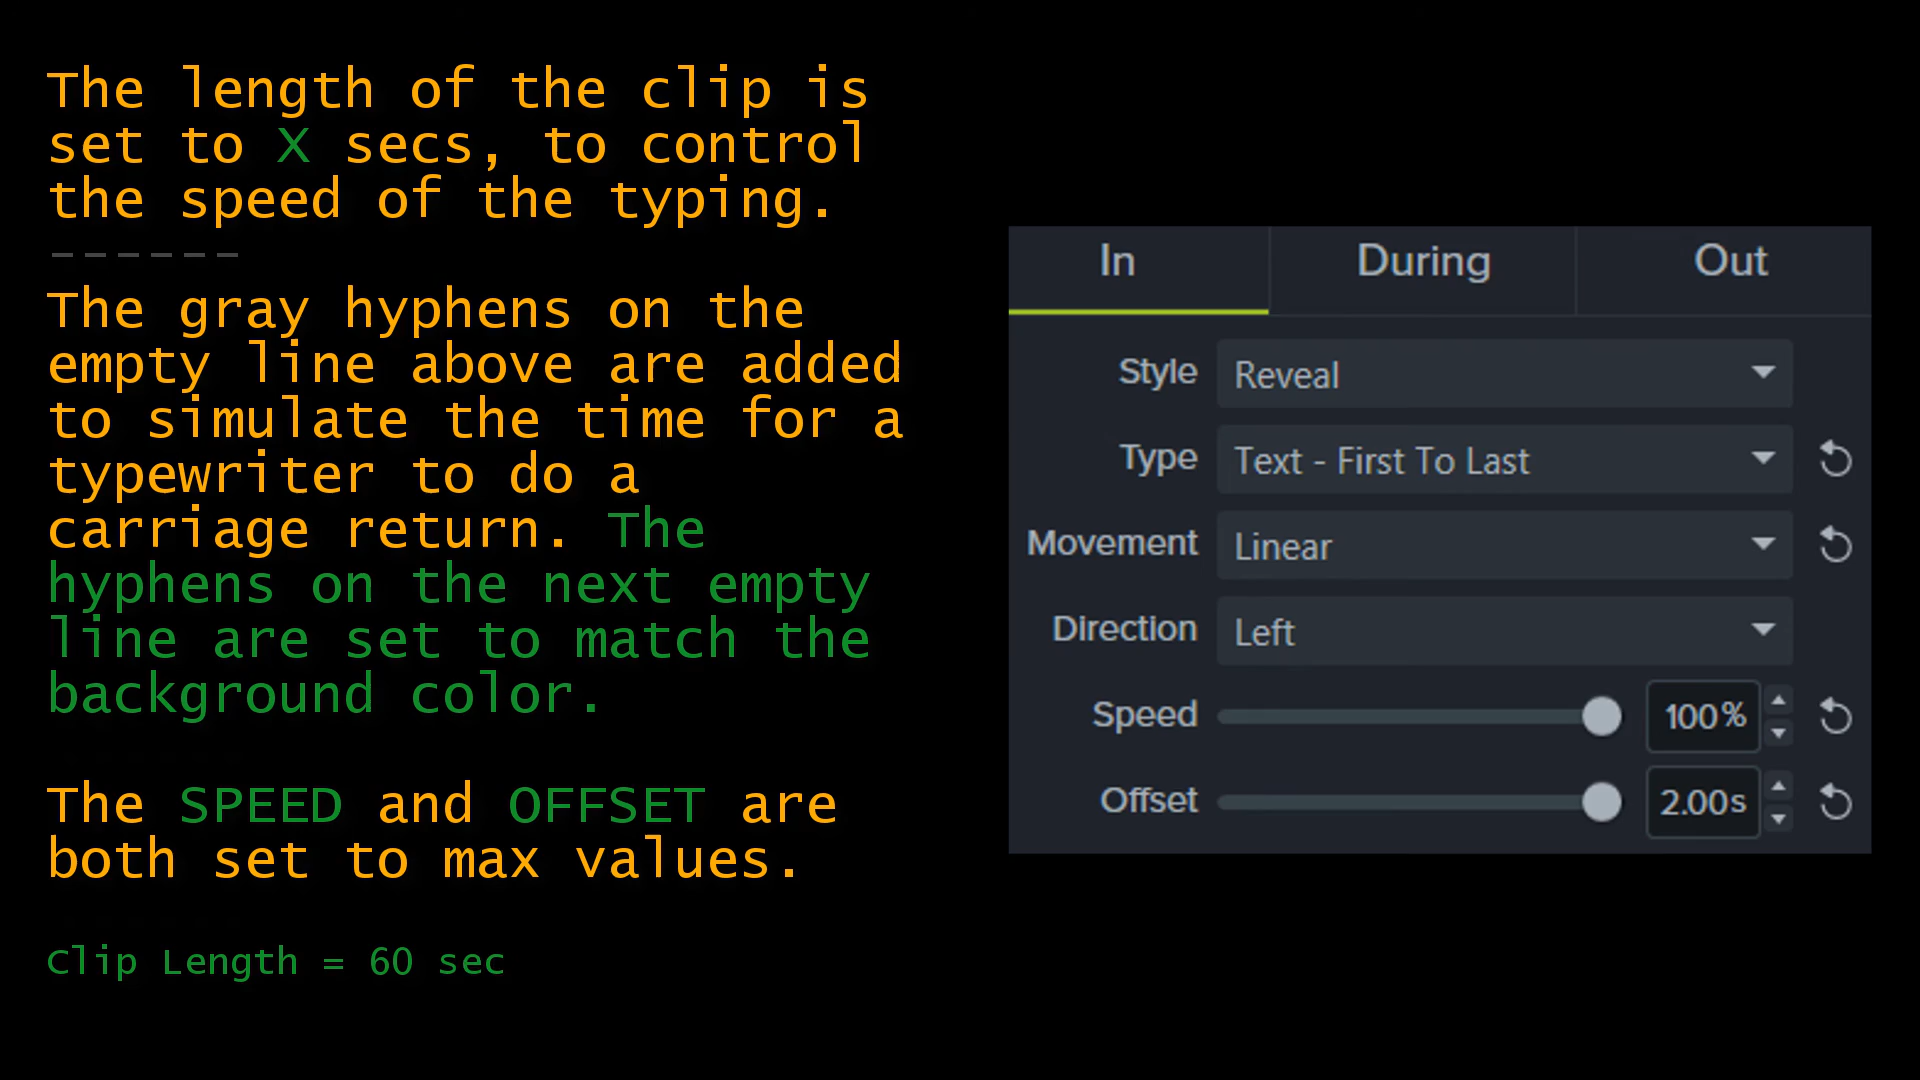 The length of the clip is
set to X secs, to control
the speed of the typing.
------
The gray hyphens on the
empty line above are added
to simulate the time for a
typewriter to do a
carriage return. The
hyphens on the next empty
line are set to match the
background color.
The SPEED and OFFSET are
both set to max values.
Clip Length = 60 sec
In During Out
Style Reveal
Type Text - First To Last
Movement Linear
Direction Left
Speed 100%
Offset 2.00s